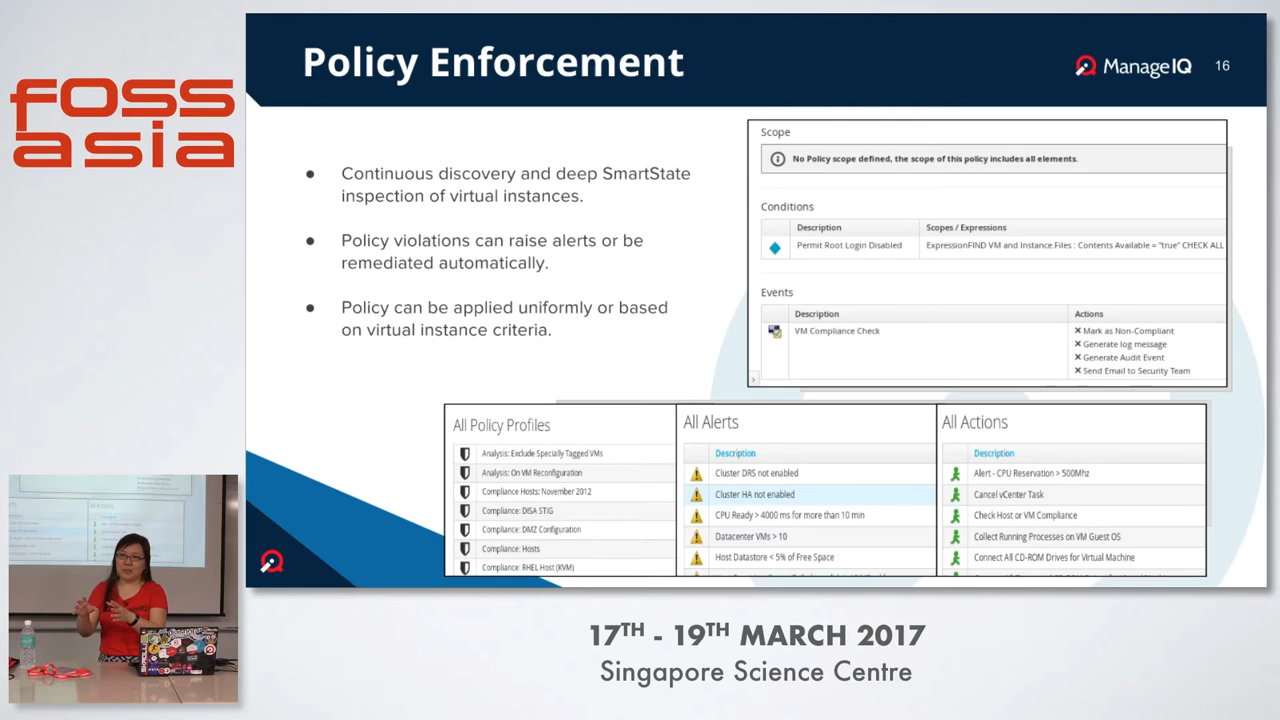 foss
asia
Policy Enforcement
ManageIQ
16
● Continuous discovery and deep SmartState
inspection of virtual instances.
● Policy violations can raise alerts or be
remediated automatically.
● Policy can be applied uniformly or based
on virtual instance criteria.
Scope
No Policy scope defined, the scope of this policy includes all elements.
Conditions
Description Scopes / Expressions
Permit Root Login Disabled ExpressionFIND VM and Instance.Files : Contents Available = "true" CHECK ALL
Events
Description Actions
VM Compliance Check
Mark as Non-Compliant
Generate log message
Generate Audit Event
Send Email to Security Team
All Policy Profiles
Analysis: Exclude Specially Tagged VMs
Analysis: On VM Reconfiguration
Compliance Hosts: November 2012
Compliance: DISA STIG
Compliance: DMZ Configuration
Compliance: Hosts
Compliance: RHEL Host (KVM)
All Alerts
Description
Cluster DRS not enabled
Cluster HA not enabled
CPU Ready > 4000 ms for more than 10 min
Datacenter VMs > 10
Host Datastore < 5% of Free Space
All Actions
Description
Alert - CPU Reservation > 500Mhz
Cancel vCenter Task
Check Host or VM Compliance
Collect Running Processes on VM Guest OS
Connect All CD-ROM Drives for Virtual Machine
17TH - 19TH MARCH 2017
Singapore Science Centre